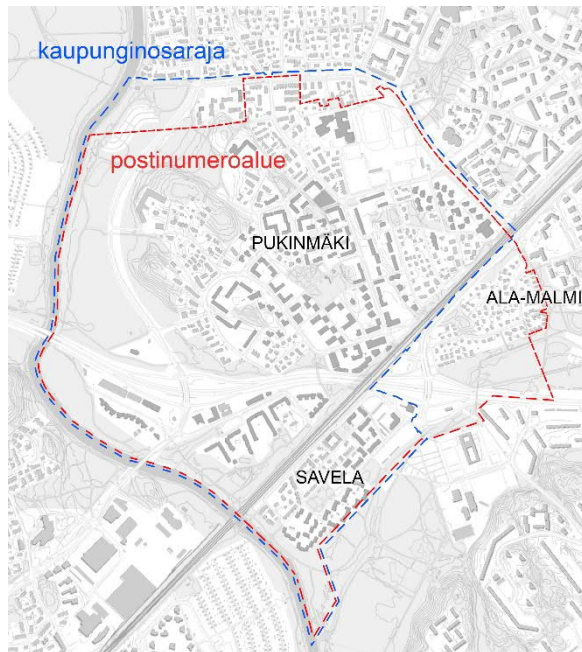 kaupunginosaraja
postinumeroalue
PUKINMÄKI
ALA-MALMI
SAVELA